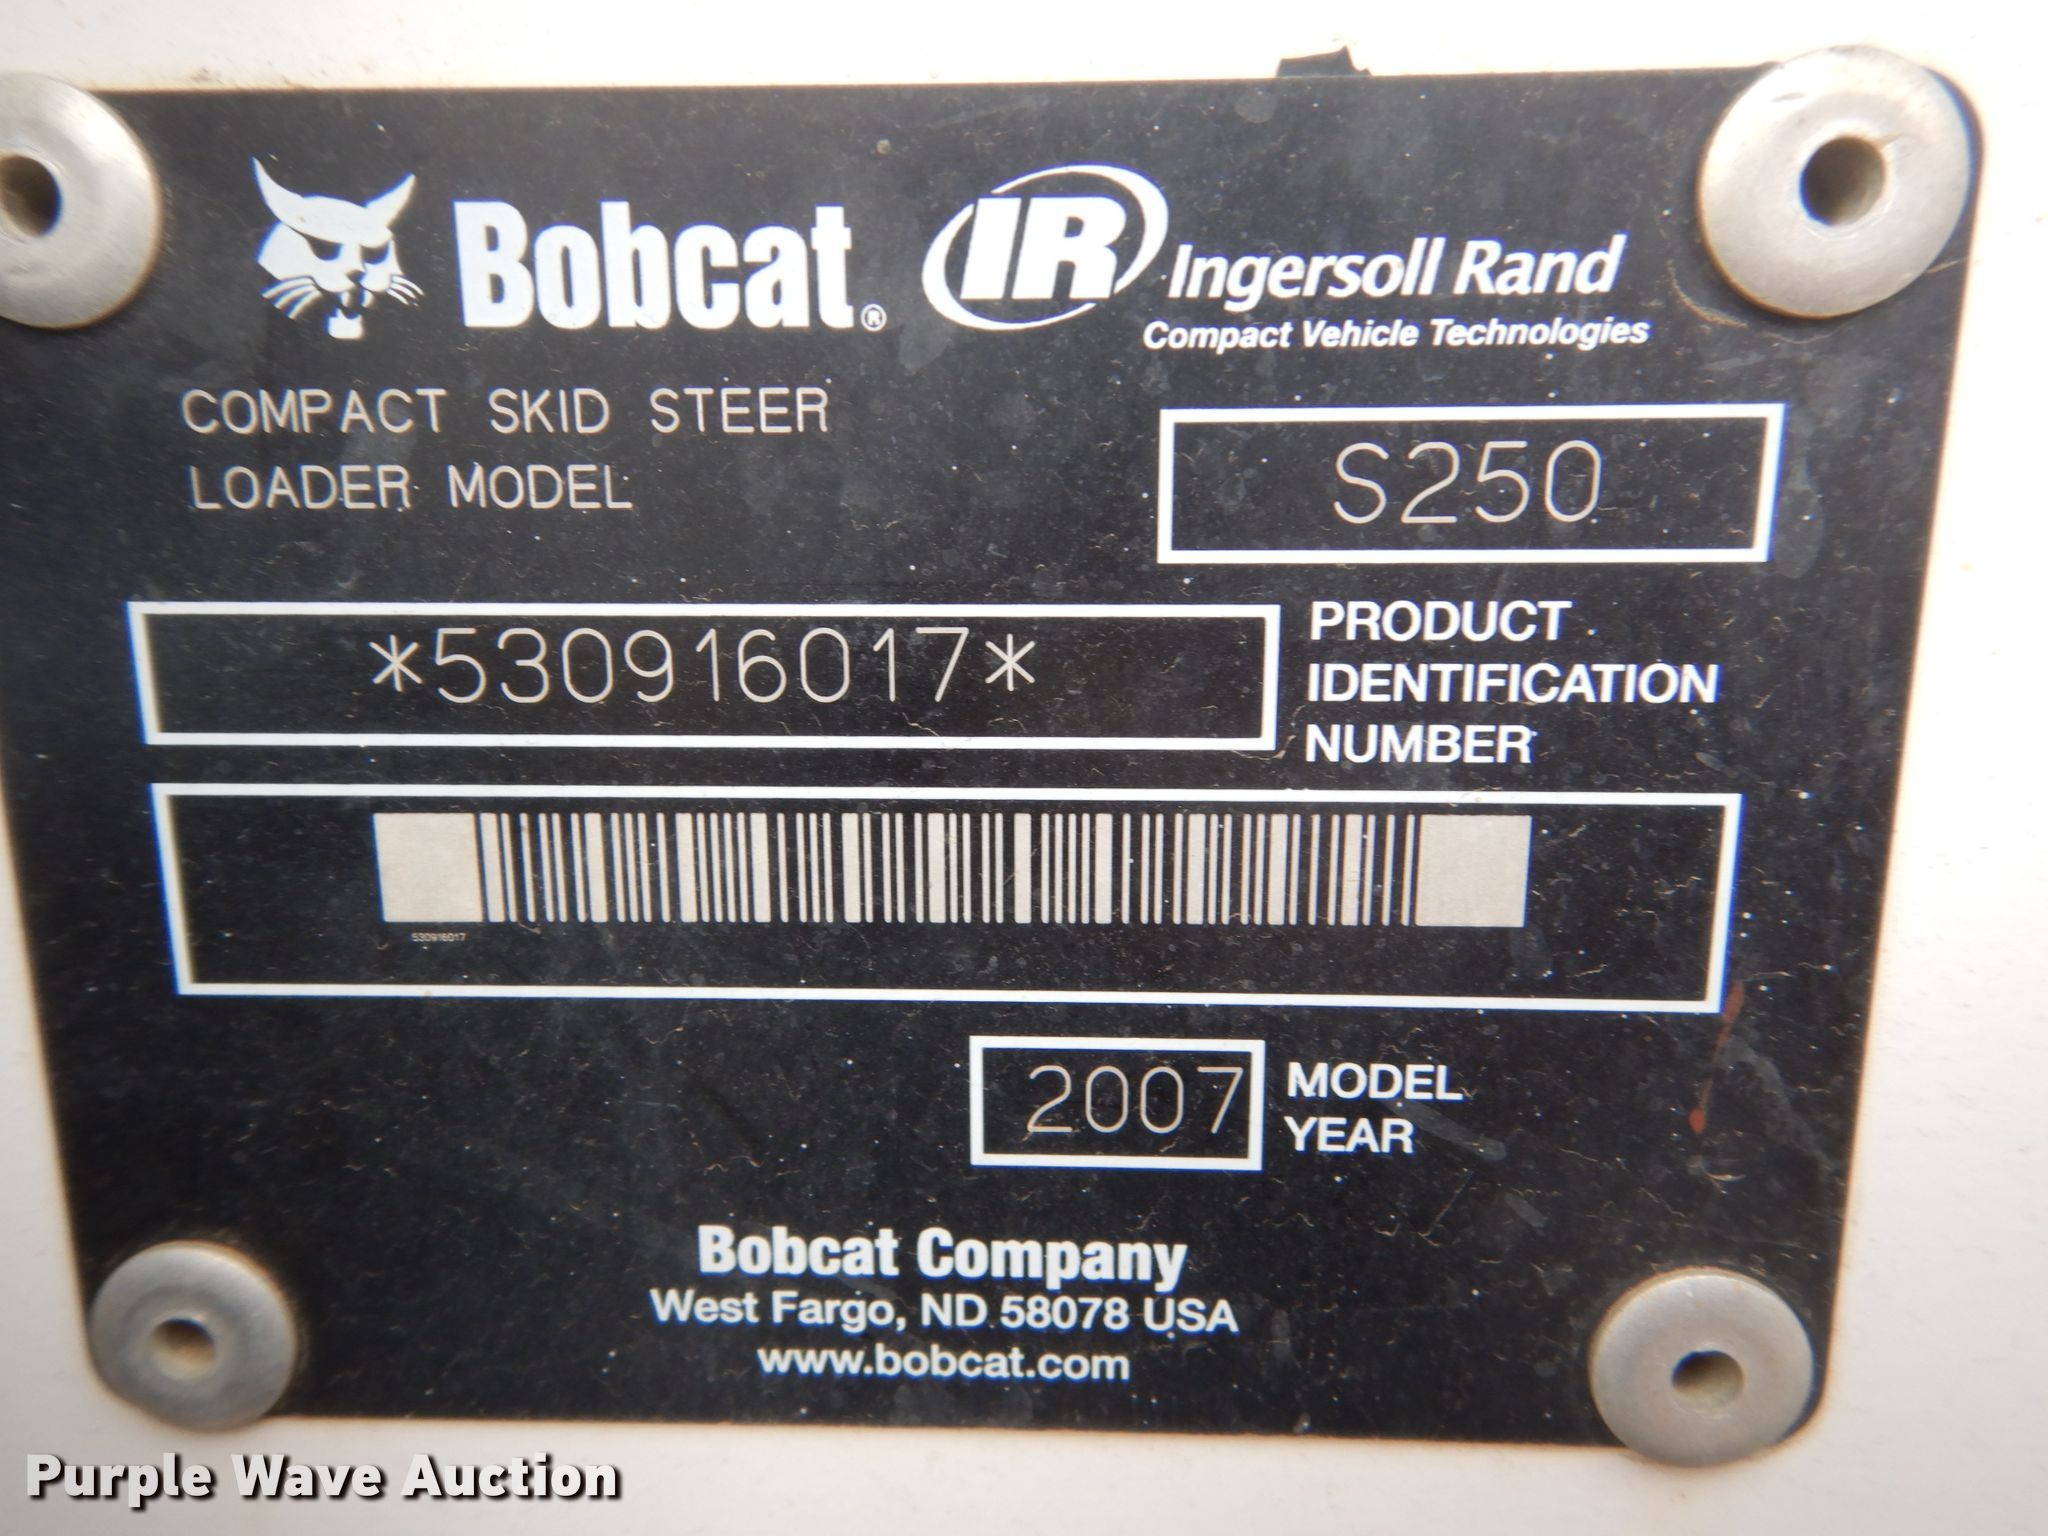 Bobcat® IR Ingersoll Rand
Compact Vehicle Technologies
COMPACT SKID STEER
LOADER MODEL
S250
*530916017*
PRODUCT
IDENTIFICATION
NUMBER
530916017
2007
MODEL
YEAR
Bobcat Company
West Fargo, ND 58078 USA
www.bobcat.com
Purple Wave Auction